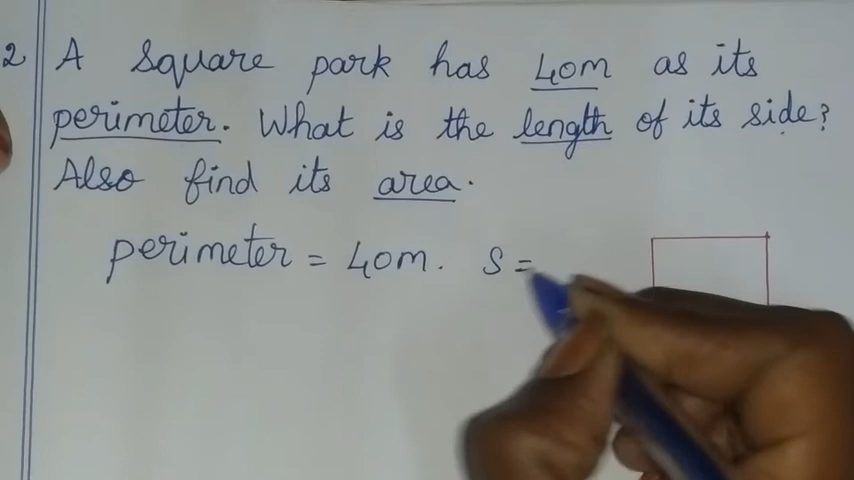 2 A Square park has 40m as its
perimeter. What is the length of its side?
Also find its area.
perimeter = 40m. S =